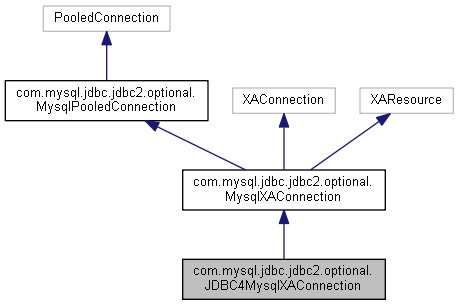 PooledConnection
com.mysql.jdbc.jdbc2.optional.
MysqlPooledConnection
XAConnection
XAResource
com.mysql.jdbc.jdbc2.optional.
MysqlXAConnection
com.mysql.jdbc.jdbc2.optional.
JDBC4MysqlXAConnection